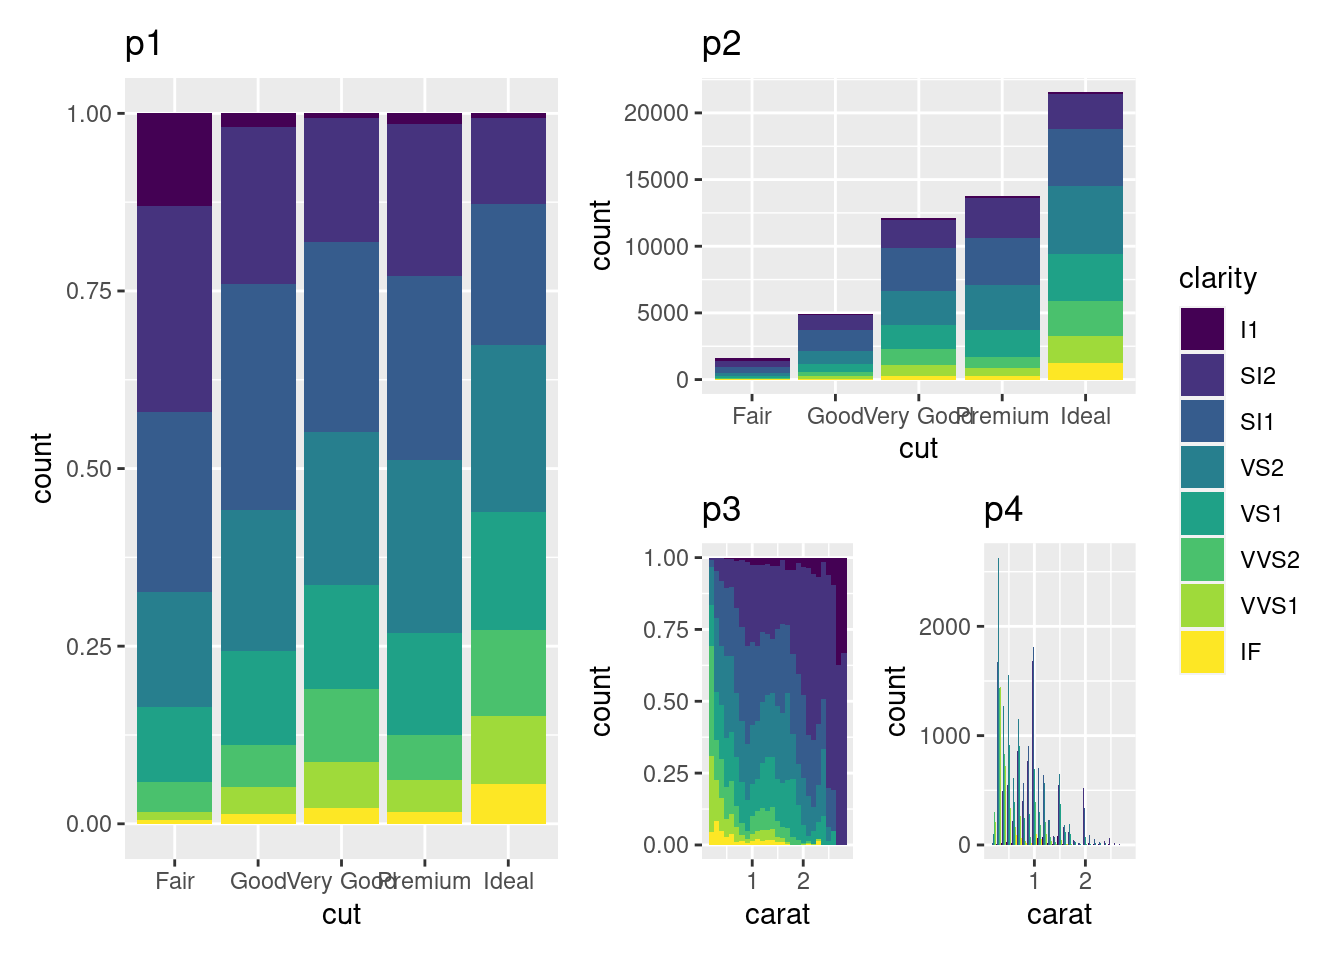 p1
1.00
0.75
0.50
0.25
0.00
count
Fair
Good
Very Good
Premium
Ideal
cut
p2
20000
15000
10000
5000
0
count
Fair
Good
Very Good
Premium
Ideal
cut
p3
1.00
0.75
0.50
0.25
0.00
count
1
2
carat
p4
2000
1000
0
count
1
2
carat
clarity
I1
SI2
SI1
VS2
VS1
VVS2
VVS1
IF